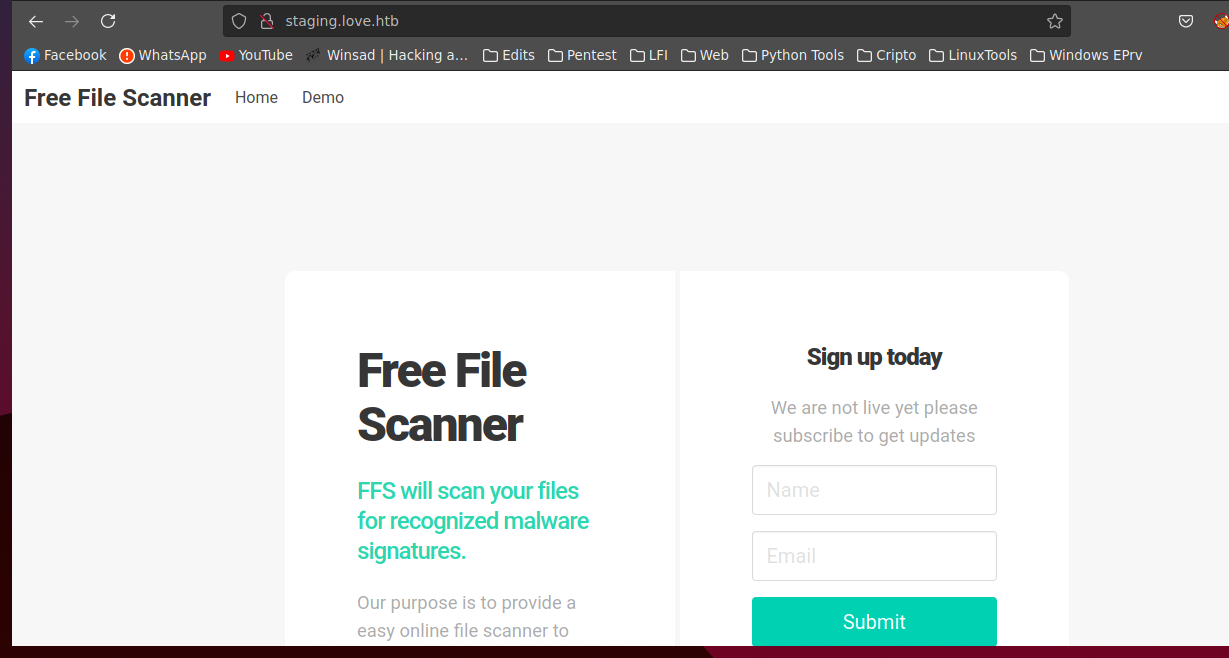 staging.love.htb
Facebook WhatsApp YouTube Winsad | Hacking a... Edits Pentest LFI Web Python Tools Cripto LinuxTools Windows EPrv
Free File Scanner Home Demo
Free File
Scanner
FFS will scan your files
for recognized malware
signatures.
Our purpose is to provide a
easy online file scanner to
Sign up today
We are not live yet please
subscribe to get updates
Name
Email
Submit